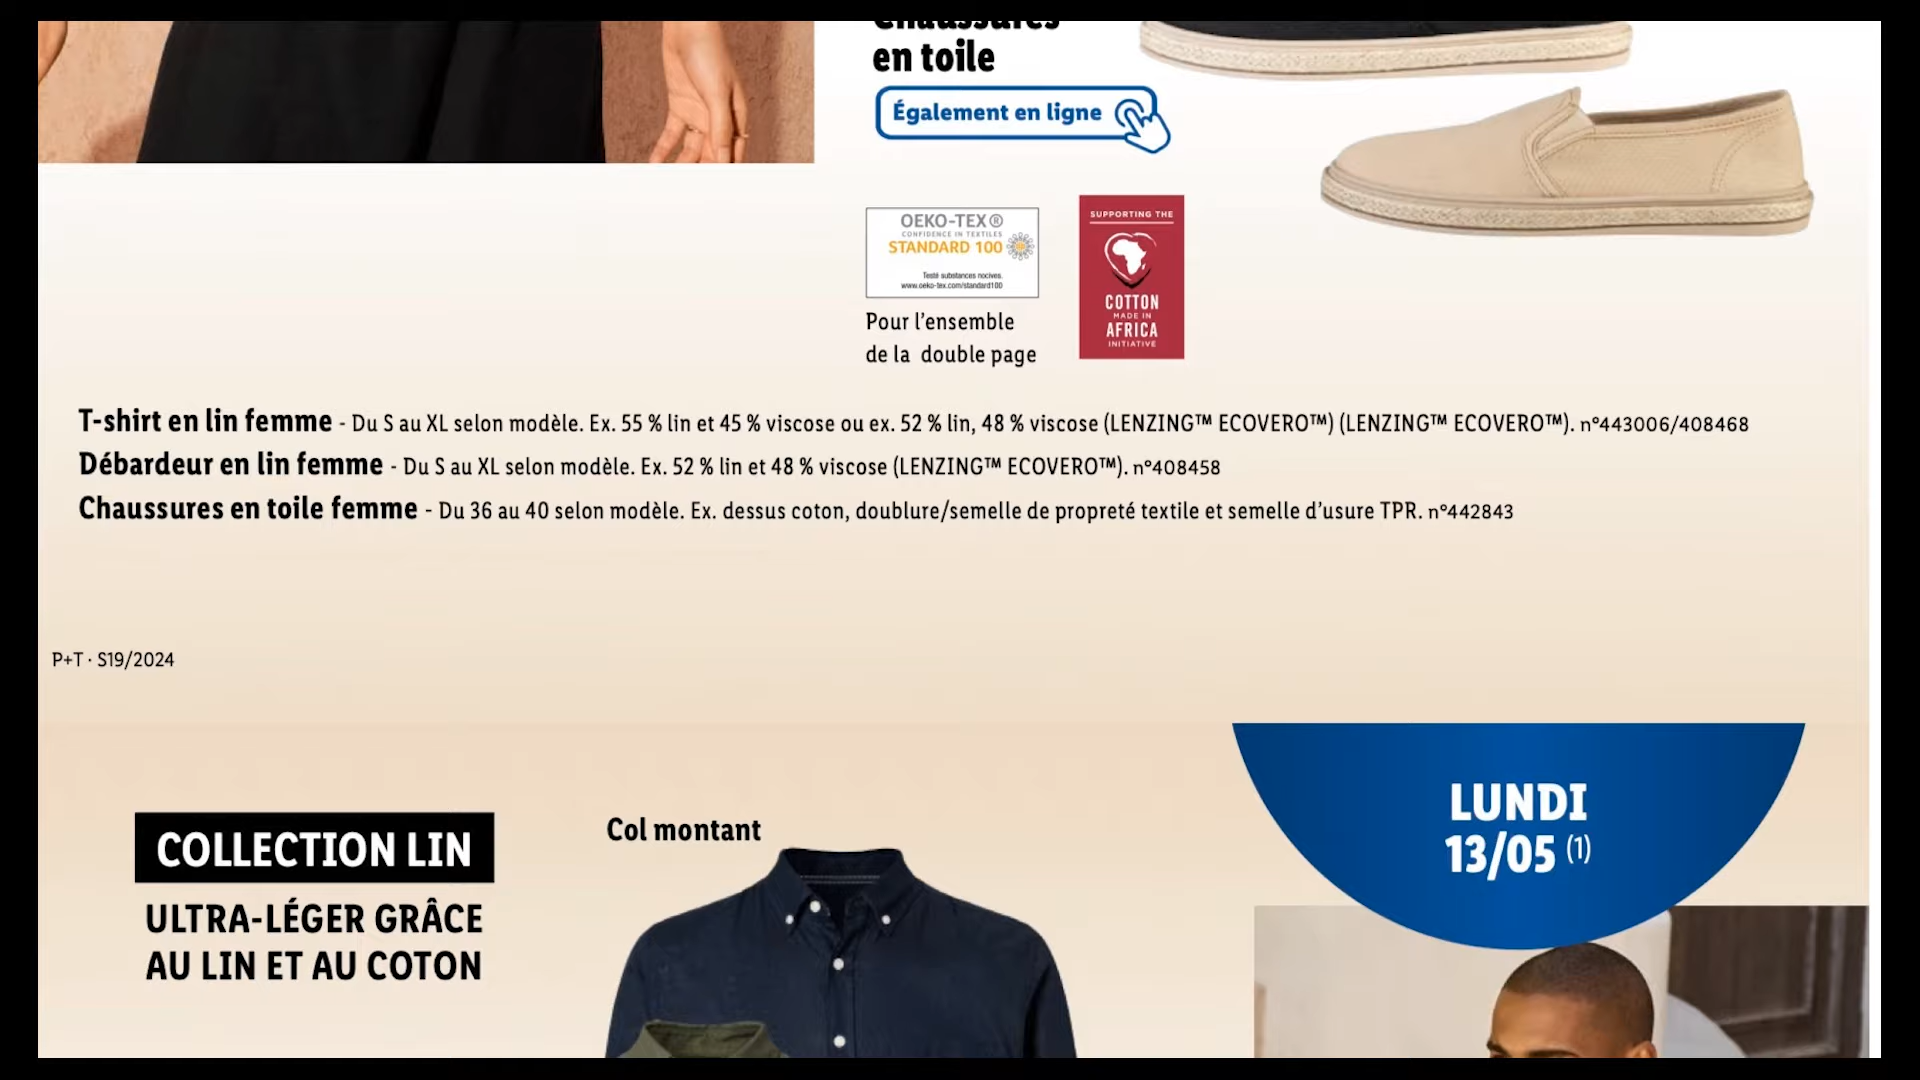 Chaussures
en toile
Également en ligne
OEKO-TEX®
CONFIDENCE IN TEXTILES
STANDARD 100
Testé substances nocives.
www.oeko-tex.com/standard100
Pour l'ensemble
de la double page
SUPPORTING THE
COTTON
MADE IN
AFRICA
INITIATIVE
T-shirt en lin femme - Du S au XL selon modèle. Ex. 55 % lin et 45 % viscose ou ex. 52 % lin, 48 % viscose (LENZING™ ECOVERO™) (LENZING™ ECOVERO™). n°443006/408468
Débardeur en lin femme - Du S au XL selon modèle. Ex. 52 % lin et 48 % viscose (LENZING™ ECOVERO™). n°408458
Chaussures en toile femme - Du 36 au 40 selon modèle. Ex. dessus coton, doublure/semelle de propreté textile et semelle d'usure TPR. n°442843
P+T · S19/2024
LUNDI
13/05 (1)
COLLECTION LIN
ULTRA-LÉGER GRÂCE
AU LIN ET AU COTON
Col montant